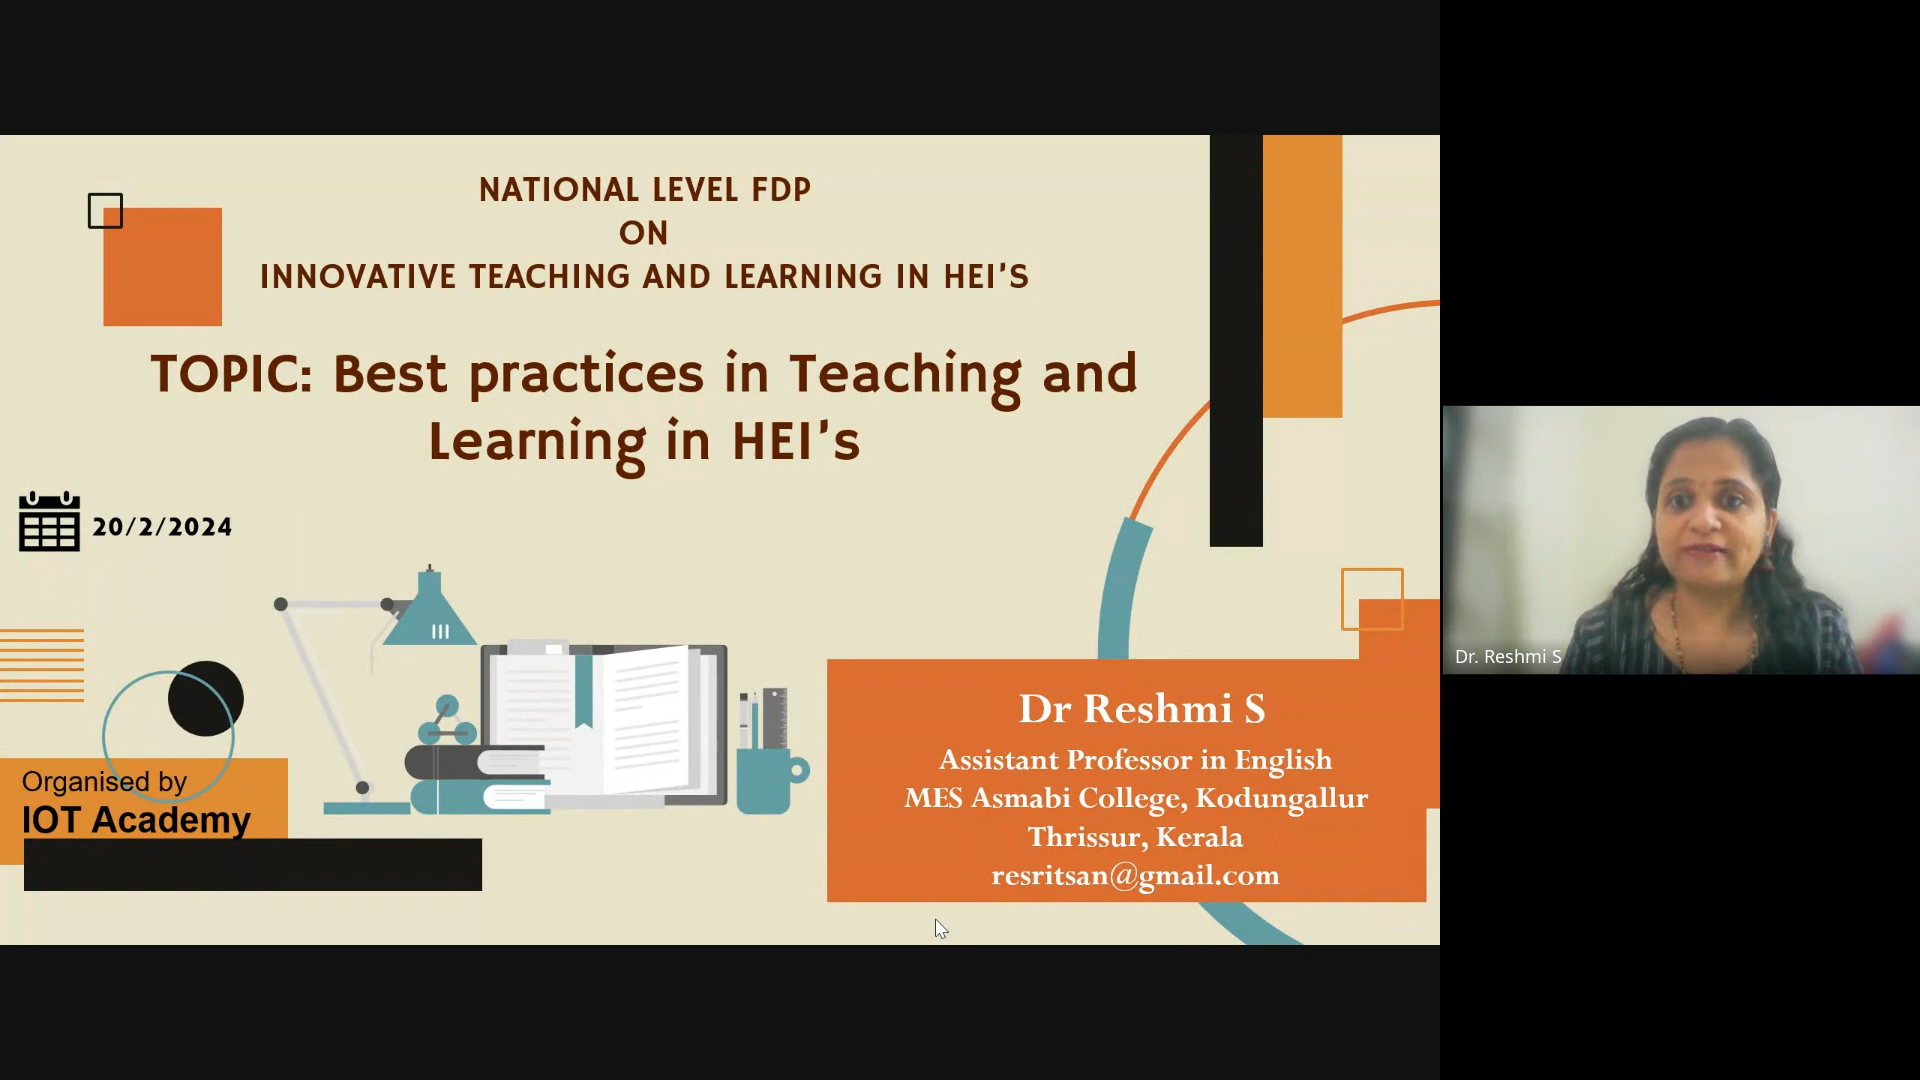 NATIONAL LEVEL FDP
ON
INNOVATIVE TEACHING AND LEARNING IN HEI'S
TOPIC: Best practices in Teaching and
Learning in HEI's
20/2/2024
Organised by
IOT Academy
Dr Reshmi S
Assistant Professor in English
MES Asmabi College, Kodungallur
Thrissur, Kerala
resritsan@gmail.com
Dr. Reshmi S